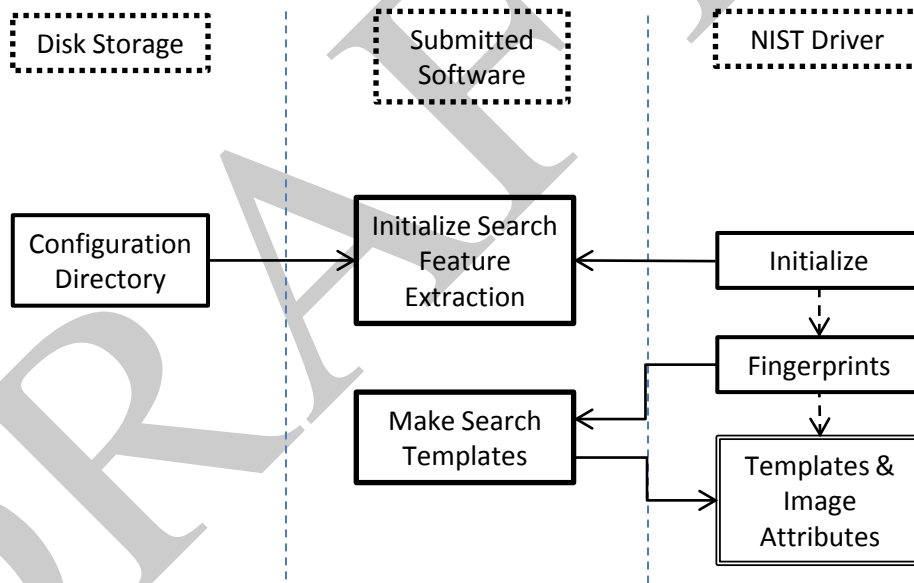 Disk Storage
Submitted
Software
NIST Driver
Configuration
Directory
Initialize Search
Feature
Extraction
Initialize
Fingerprints
Make Search
Templates
Templates &
Image
Attributes
DRAFT